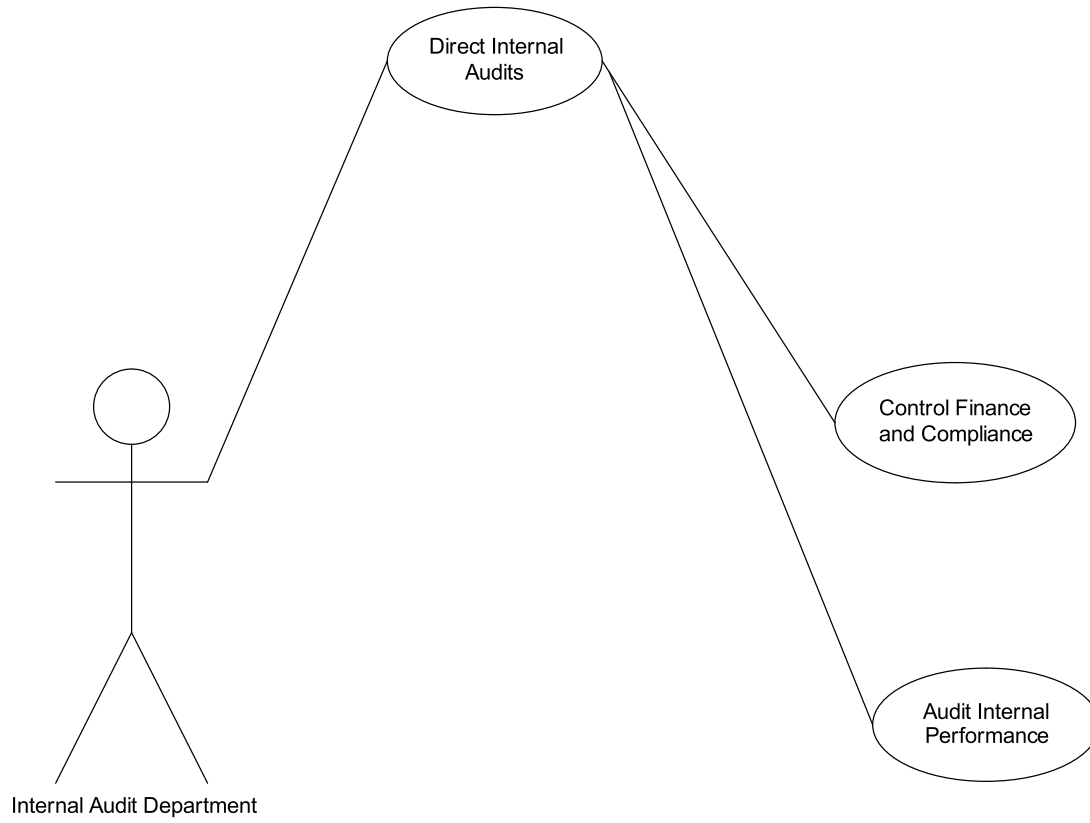 Direct Internal
Audits
Control Finance
and Compliance
Audit Internal
Performance
Internal Audit Department